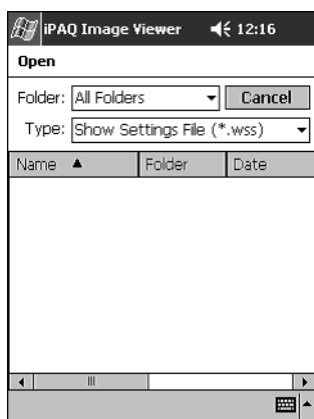 iPAQ Image Viewer 12:16
Open
Folder: All Folders Cancel
Type: Show Settings File (*.wss)
Name Folder Date